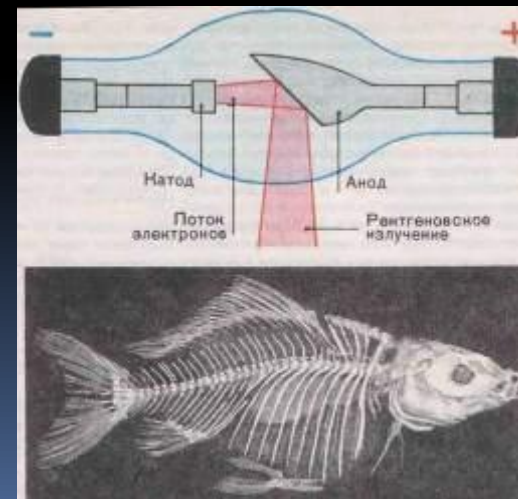 − +
Катод
Анод
Поток
электронов
Рентгеновское
излучение